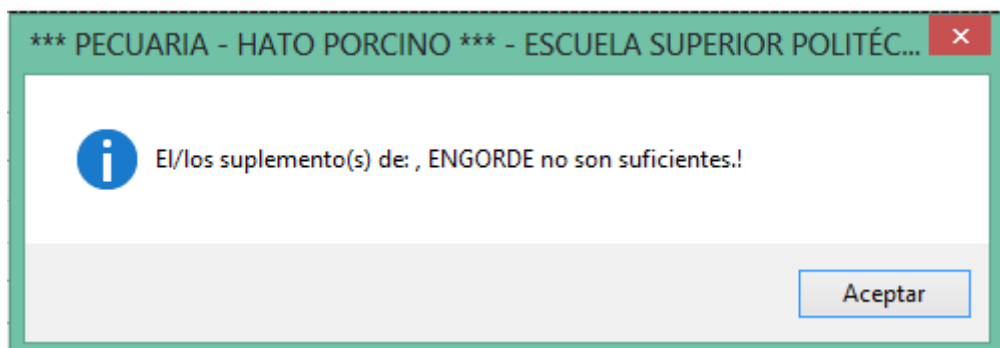 *** PECUARIA - HATO PORCINO *** - ESCUELA SUPERIOR POLITÉC...
El/los suplemento(s) de: , ENGORDE no son suficientes.!
Aceptar